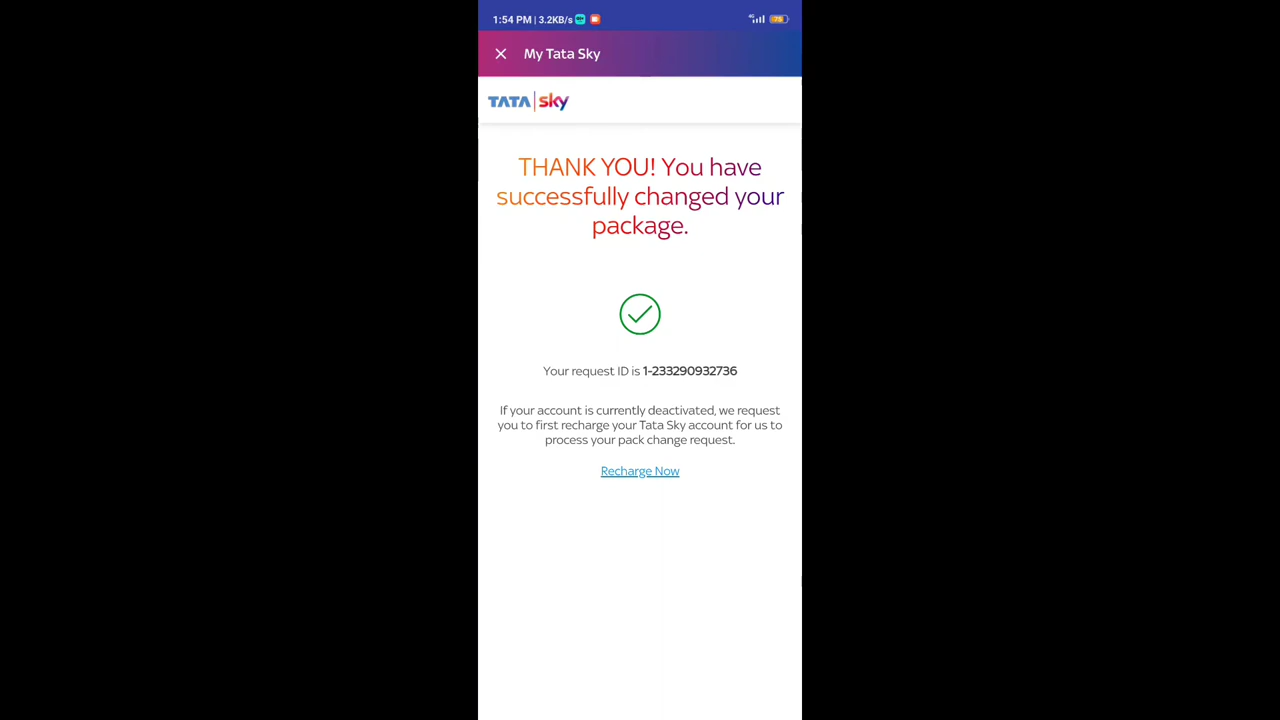 1:54 PM | 3.2KB/s
4G 75
My Tata Sky
TATA sky
THANK YOU! You have
successfully changed your
package.
Your request ID is 1-233290932736
If your account is currently deactivated, we request
you to first recharge your Tata Sky account for us to
process your pack change request.
Recharge Now